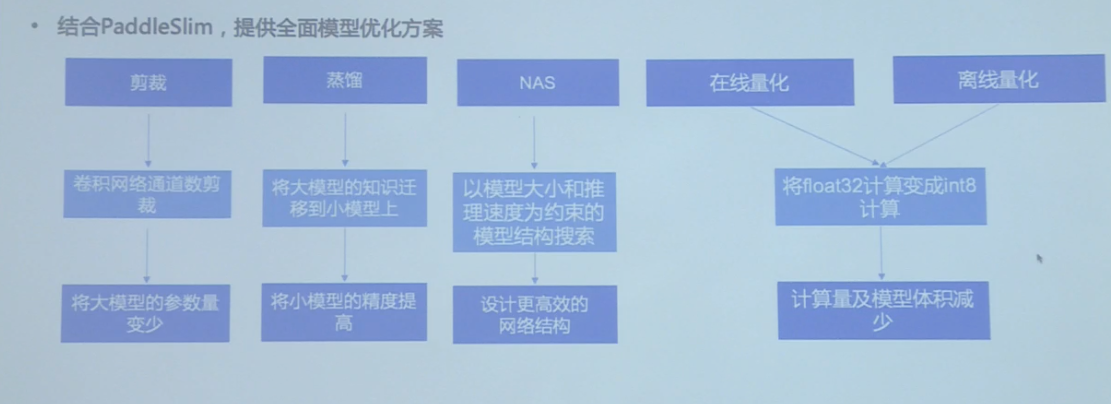 • 结合PaddleSlim，提供全面模型优化方案
剪裁
蒸馏
NAS
在线量化
离线量化
卷积网络通道数剪
裁
将大模型的知识迁
移到小模型上
以模型大小和推
理速度为约束的
模型结构搜索
将float32计算变成int8
计算
将大模型的参数量
变少
将小模型的精度提
高
设计更高效的
网络结构
计算量及模型体积减
少